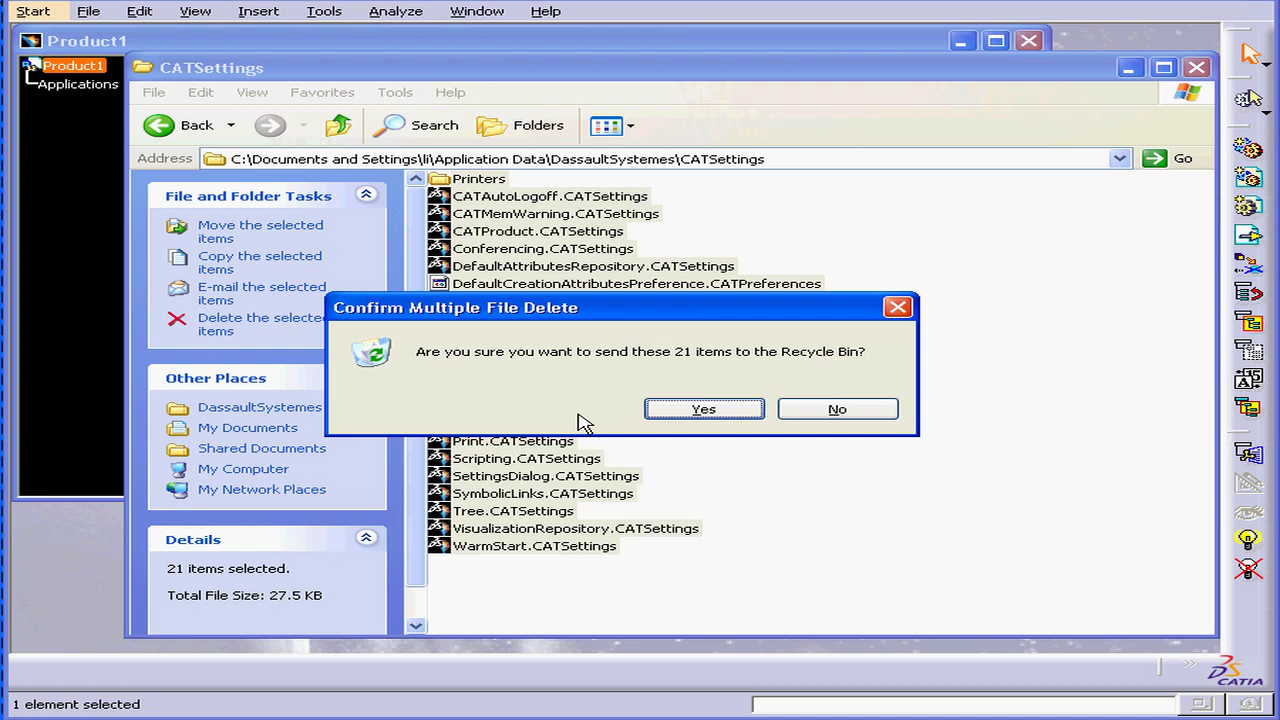 Start File Edit View Insert Tools Analyze Window Help
Product1
Product1
Applications
CATSettings
File Edit View Favorites Tools Help
Back Search Folders
Address C:\Documents and Settings\li\Application Data\DassaultSystemes\CATSettings Go
File and Folder Tasks
Move the selected
items
Copy the selected
items
E-mail the selected
items
Delete the selected
items
Other Places
DassaultSystemes
My Documents
Shared Documents
My Computer
My Network Places
Details
21 items selected.
Total File Size: 27.5 KB
Printers
CATAutoLogoff.CATSettings
CATMemWarning.CATSettings
CATProduct.CATSettings
Conferencing.CATSettings
DefaultAttributesRepository.CATSettings
DefaultCreationAttributesPreference.CATPreferences
Confirm Multiple File Delete
Are you sure you want to send these 21 items to the Recycle Bin?
Yes No
Print.CATSettings
Scripting.CATSettings
SettingsDialog.CATSettings
SymbolicLinks.CATSettings
Tree.CATSettings
VisualizationRepository.CATSettings
WarmStart.CATSettings
DS
CATIA
1 element selected